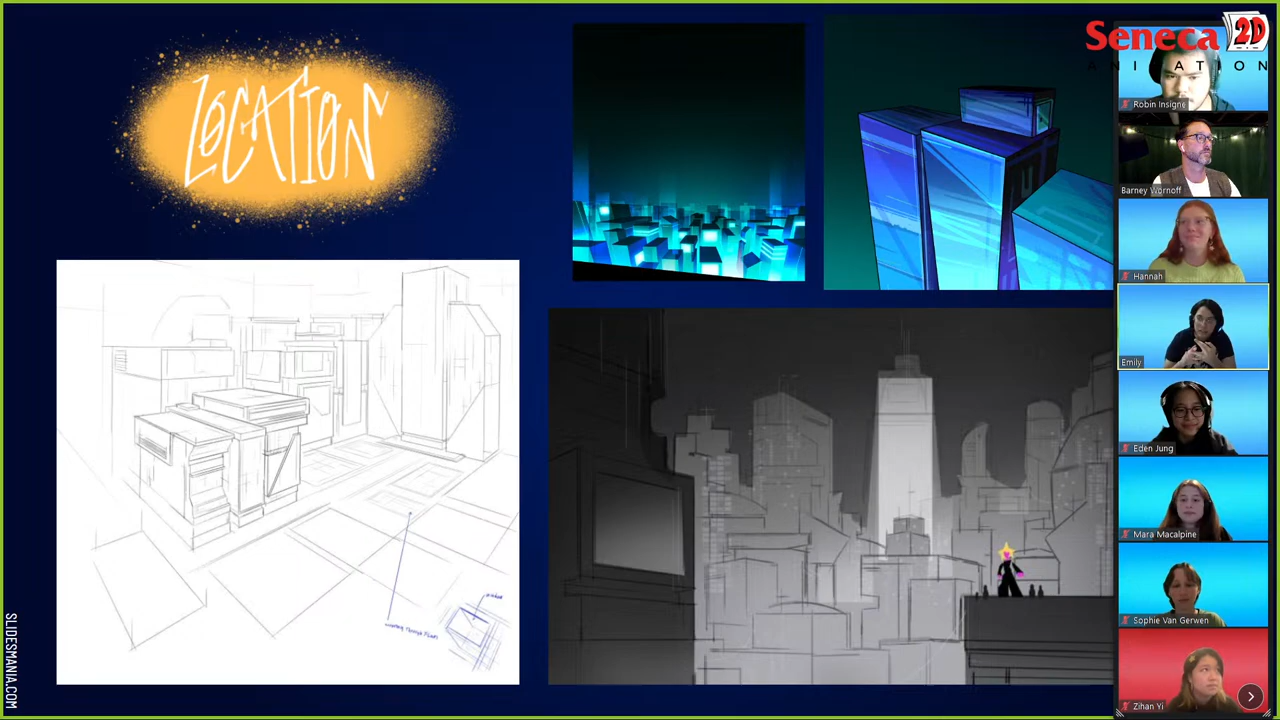 LOCATION
Seneca 2D
ANIMATION
Robin Insigne
Barney Wornoff
Hannah
Emily
Eden Jung
Mara Macalpine
Sophie Van Gerwen
Zihan Yi
SLIDESMANIA.COM